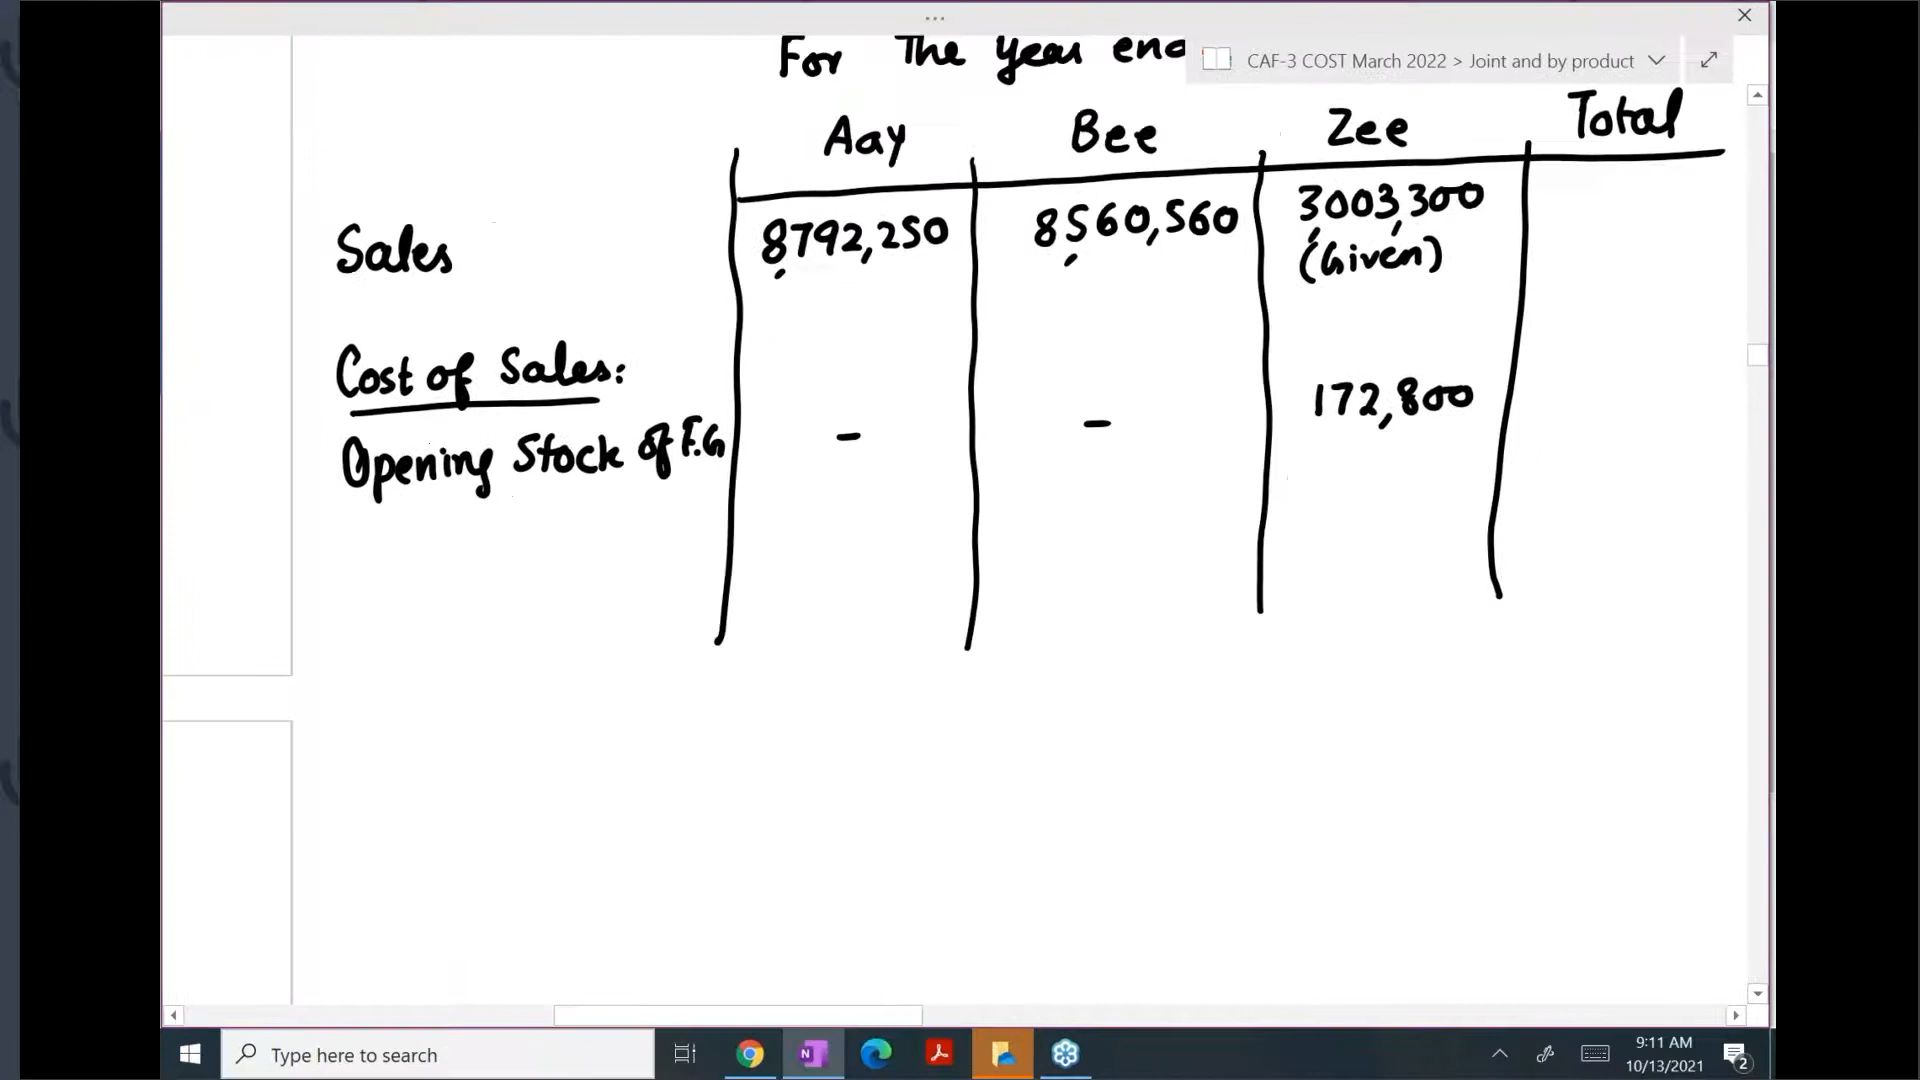 For The Year end
CAF-3 COST March 2022 > Joint and by product
Aay Bee Zee Total
Sales 8792,250 8560,560 3003,300
(Given)
Cost of Sales:
Opening Stock of F.G - - 172,800
Type here to search
9:11 AM
10/13/2021
2